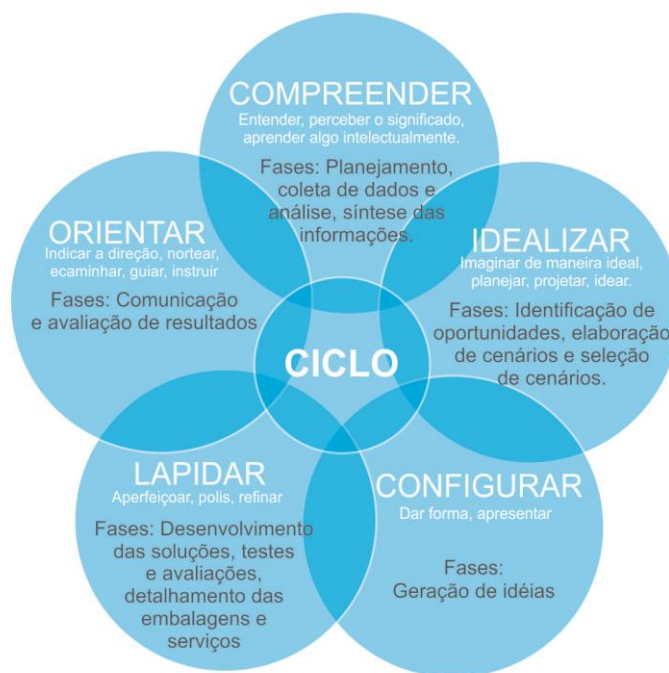 COMPREENDER
Entender, perceber o significado,
aprender algo intelectualmente.
Fases: Planejamento,
coleta de dados e
análise, síntese das
informações.
IDEALIZAR
Imaginar de maneira ideal,
planejar, projetar, idear.
Fases: Identificação de
oportunidades, elaboração
de cenários e seleção
de cenários.
CONFIGURAR
Dar forma, apresentar
Fases:
Geração de idéias
LAPIDAR
Aperfeiçoar, polis, refinar
Fases: Desenvolvimento
das soluções, testes
e avaliações,
detalhamento das
embalagens e
serviços
ORIENTAR
Indicar a direção, nortear,
ecaminhar, guiar, instruir
Fases: Comunicação
e avaliação de resultados
CICLO